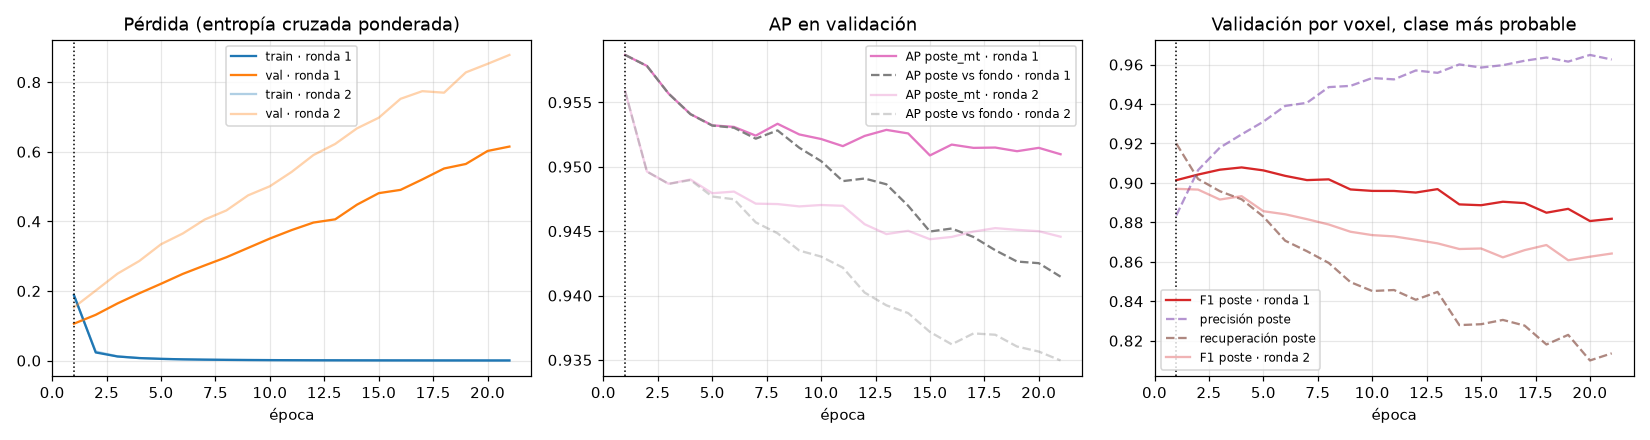 Pérdida (entropía cruzada ponderada)
train · ronda 1
val · ronda 1
train · ronda 2
val · ronda 2
0.8
0.6
0.4
0.2
0.0
0.0 2.5 5.0 7.5 10.0 12.5 15.0 17.5 20.0
época
AP en validación
AP poste_mt · ronda 1
AP poste vs fondo · ronda 1
AP poste_mt · ronda 2
AP poste vs fondo · ronda 2
0.955
0.950
0.945
0.940
0.935
0.0 2.5 5.0 7.5 10.0 12.5 15.0 17.5 20.0
época
Validación por voxel, clase más probable
0.96
0.94
0.92
0.90
0.88
0.86
0.84
0.82
F1 poste · ronda 1
precisión poste
recuperación poste
F1 poste · ronda 2
0.0 2.5 5.0 7.5 10.0 12.5 15.0 17.5 20.0
época